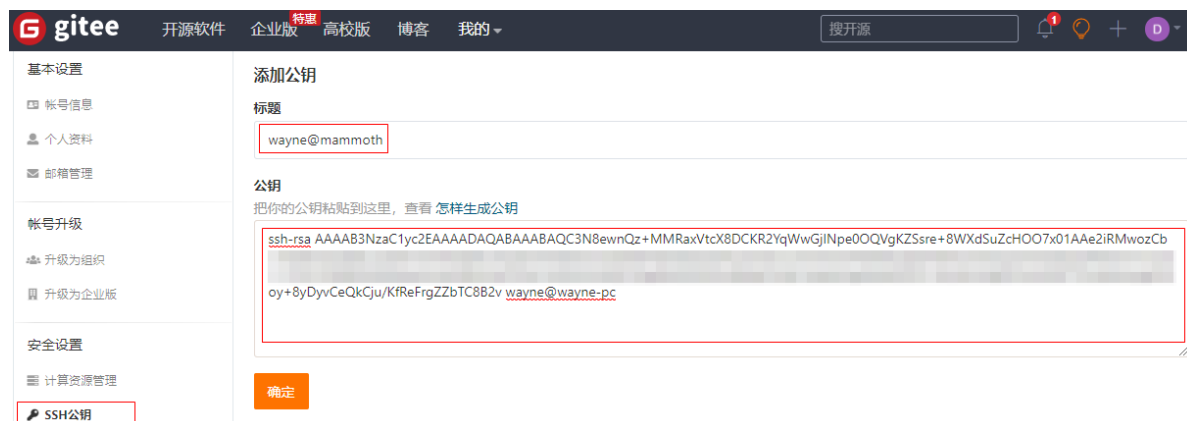 gitee 开源软件 企业版 特惠 高校版 博客 我的 搜开源 1 D
基本设置
帐号信息
个人资料
邮箱管理
帐号升级
升级为组织
升级为企业版
安全设置
计算资源管理
SSH公钥
添加公钥
标题
wayne@mammoth
公钥
把你的公钥粘贴到这里，查看 怎样生成公钥
ssh-rsa AAAAB3NzaC1yc2EAAAADAQABAAABAQC3N8ewnQz+MMRaxVtcX8DCKR2YqWwGjINpe0OQVgKZSsre+8WXdSuZcHOO7x01AAe2iRMwozCb
oy+8yDyvCeQkCju/KfReFrgZZbTC8B2v wayne@wayne-pc
确定